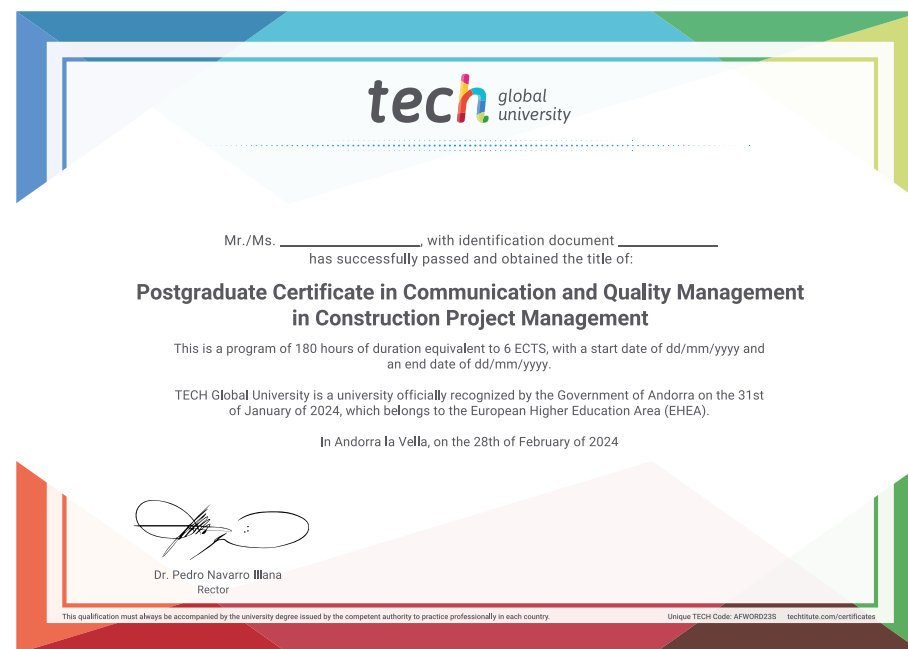 tech global university
Mr./Ms. ____________________, with identification document ______________
has successfully passed and obtained the title of:
Postgraduate Certificate in Communication and Quality Management
in Construction Project Management
This is a program of 180 hours of duration equivalent to 6 ECTS, with a start date of dd/mm/yyyy and
an end date of dd/mm/yyyy.
TECH Global University is a university officially recognized by the Government of Andorra on the 31st
of January of 2024, which belongs to the European Higher Education Area (EHEA).
In Andorra la Vella, on the 28th of February of 2024
Dr. Pedro Navarro Illana
Rector
This qualification must always be accompanied by the university degree issued by the competent authority to practice professionally in each country. Unique TECH Code: AFWORD23S techtitute.com/certificates